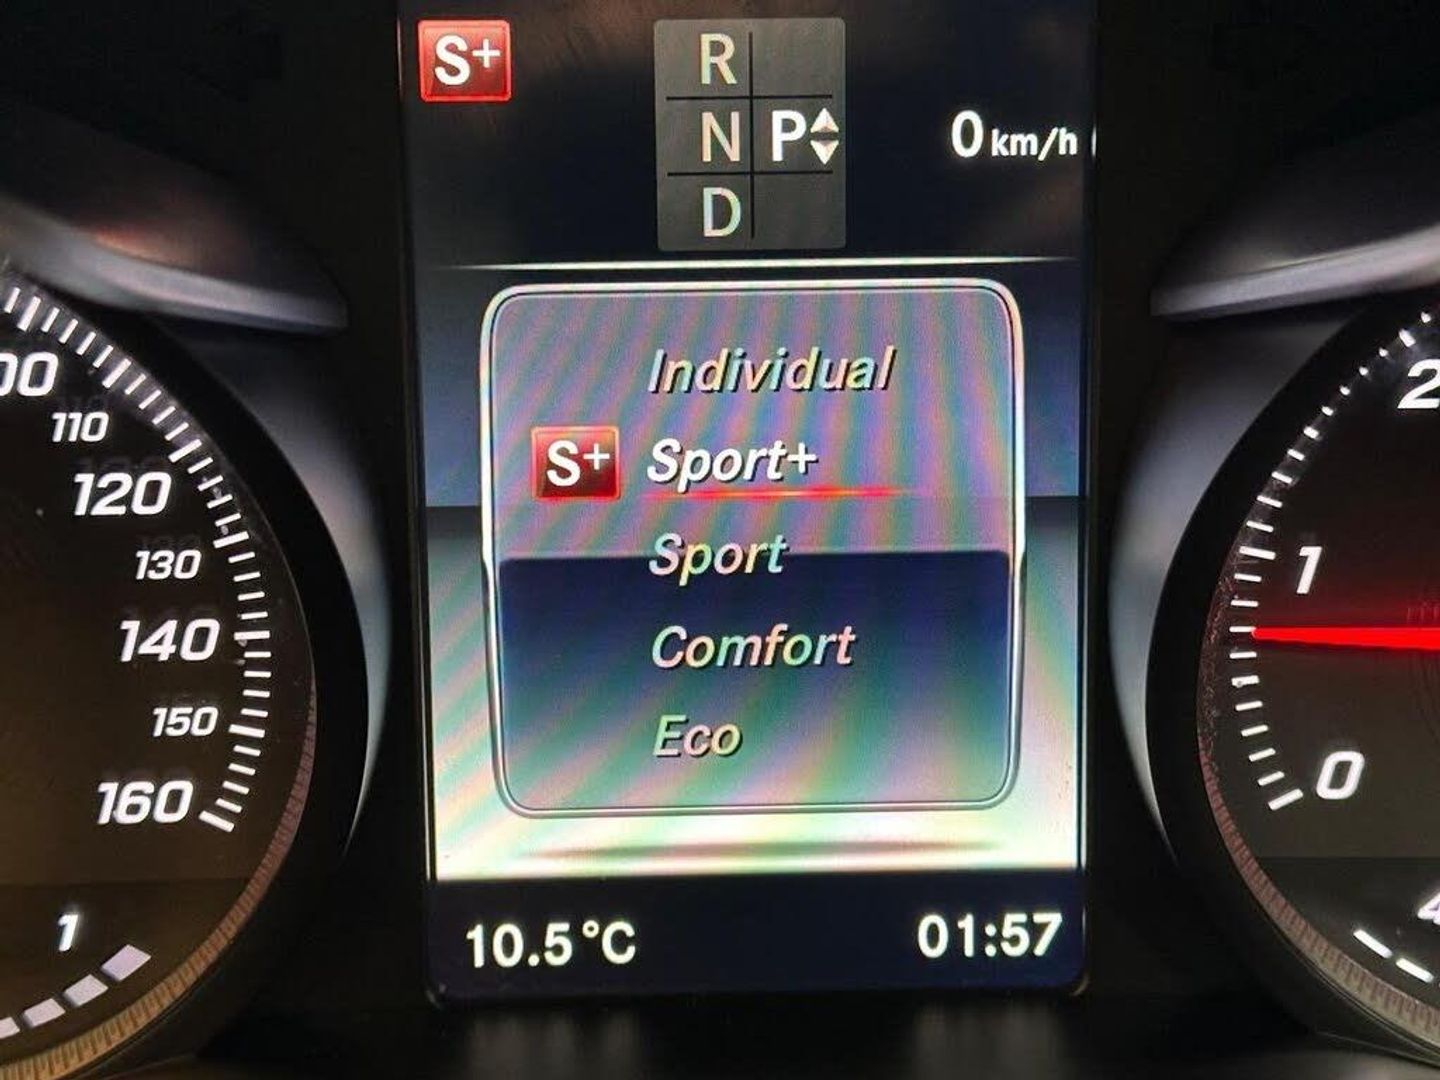 S+
R
N P
D
0 km/h
Individual
S+ Sport+
Sport
Comfort
Eco
10.5 °C 01:57
110
120
130
140
150
160
1
2
1
0